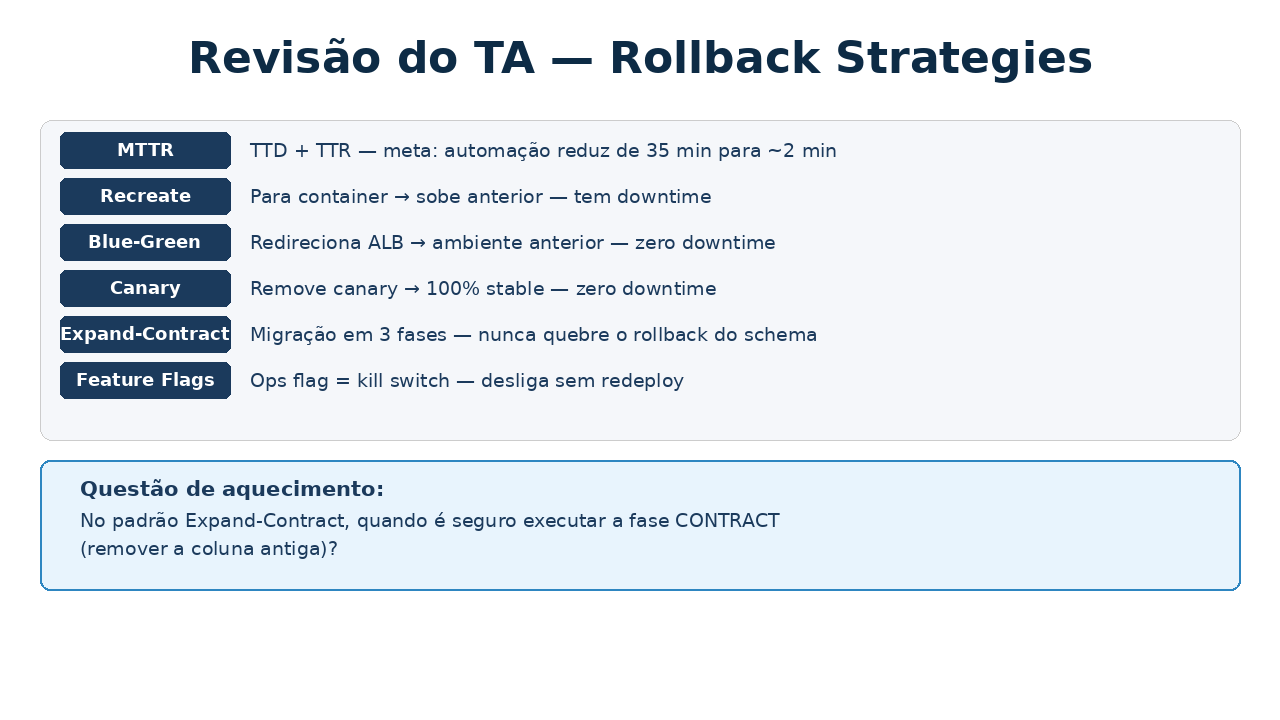 Revisão do TA — Rollback Strategies
MTTR TTD + TTR — meta: automação reduz de 35 min para ~2 min
Recreate Para container → sobe anterior — tem downtime
Blue-Green Redireciona ALB → ambiente anterior — zero downtime
Canary Remove canary → 100% stable — zero downtime
Expand-Contract Migração em 3 fases — nunca quebre o rollback do schema
Feature Flags Ops flag = kill switch — desliga sem redeploy
Questão de aquecimento:
No padrão Expand-Contract, quando é seguro executar a fase CONTRACT
(remover a coluna antiga)?